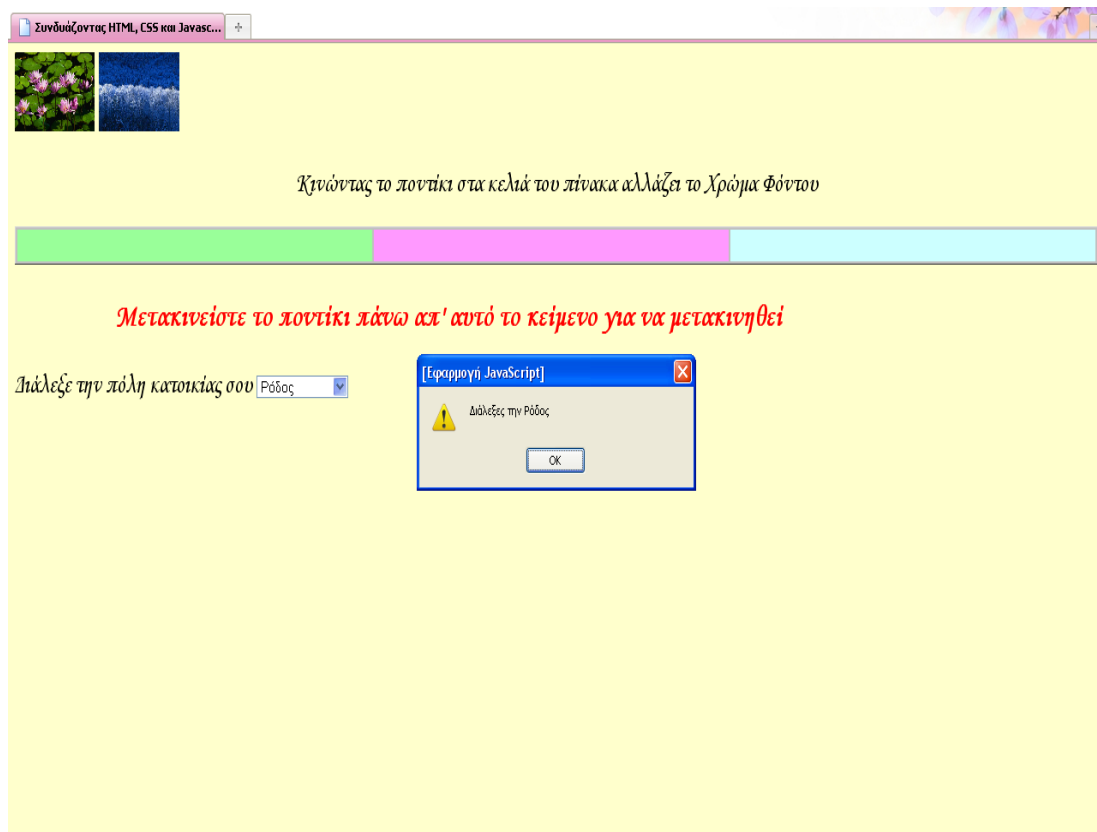 Συνδυάζοντας HTML, CSS και Javasc...
Κινώντας το ποντίκι στα κελιά του πίνακα αλλάζει το Χρώμα Φόντου
Μετακινείστε το ποντίκι πάνω απ' αυτό το κείμενο για να μετακινηθεί
Διάλεξε την πόλη κατοικίας σου Ρόδος
[Εφαρμογή JavaScript]
Διάλεξες την Ρόδος
OK